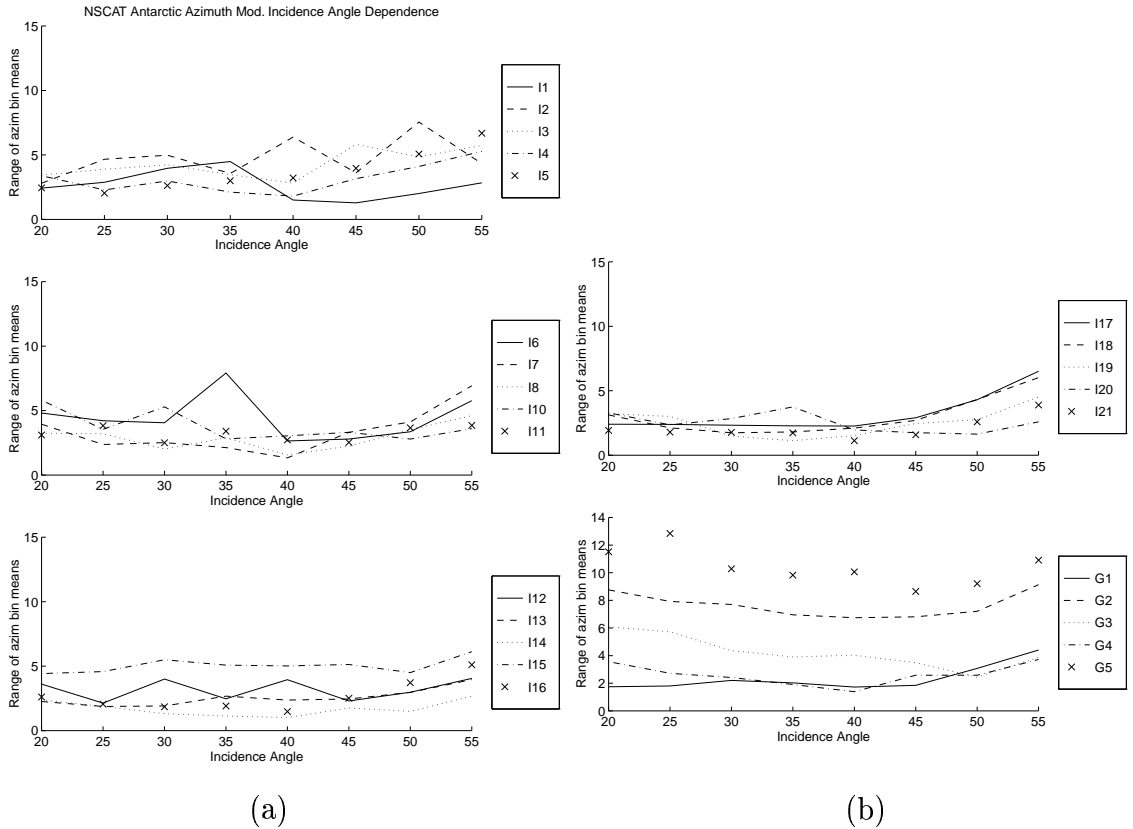 NSCAT Antarctic Azimuth Mod. Incidence Angle Dependence
15
10
5
0
Range of azim bin means
20 25 30 35 40 45 50 55
Incidence Angle
I1
I2
I3
I4
I5
15
10
5
0
Range of azim bin means
20 25 30 35 40 45 50 55
Incidence Angle
I6
I7
I8
I10
I11
15
10
5
0
Range of azim bin means
20 25 30 35 40 45 50 55
Incidence Angle
I12
I13
I14
I15
I16
(a)
15
10
5
0
Range of azim bin means
20 25 30 35 40 45 50 55
Incidence Angle
I17
I18
I19
I20
I21
14
12
10
8
6
4
2
0
Range of azim bin means
20 25 30 35 40 45 50 55
Incidence Angle
G1
G2
G3
G4
G5
(b)